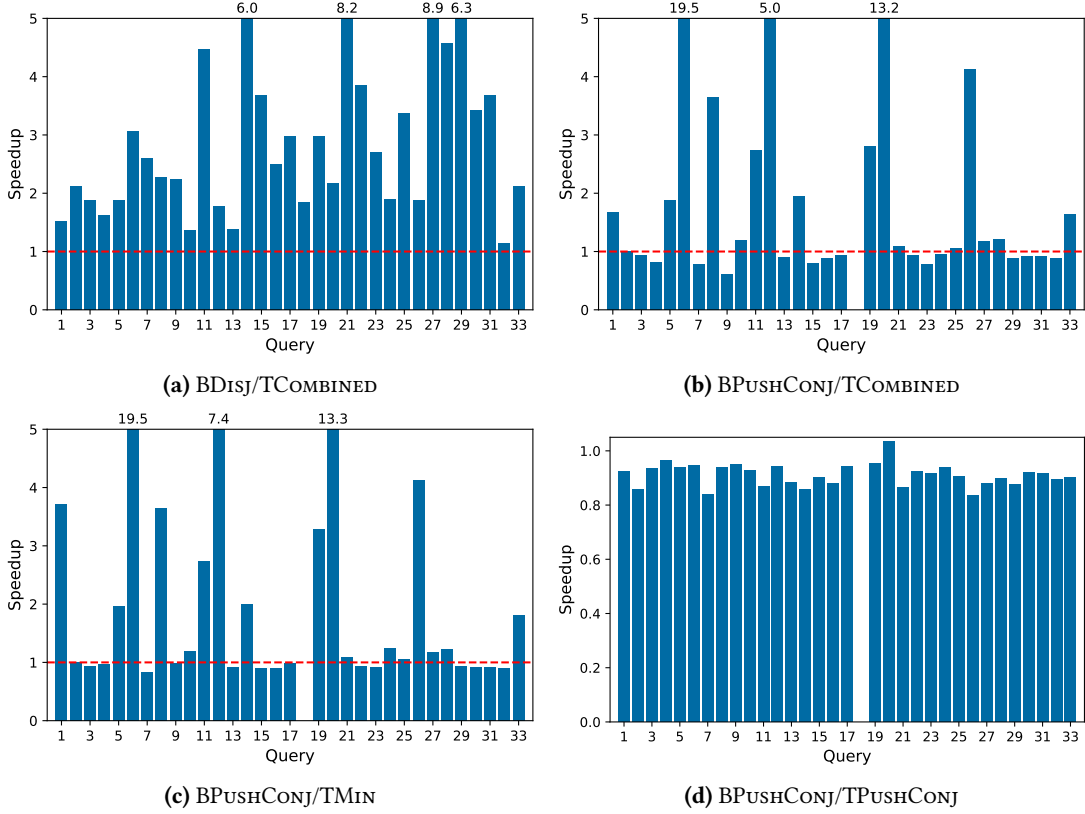 6.0 8.2 8.9 6.3
5
4
3
2
1
0
Speedup
1 3 5 7 9 11 13 15 17 19 21 23 25 27 29 31 33
Query
(a) BDisj/TCombined
19.5 5.0 13.2
5
4
3
2
1
0
Speedup
1 3 5 7 9 11 13 15 17 19 21 23 25 27 29 31 33
Query
(b) BPushConj/TCombined
19.5 7.4 13.3
5
4
3
2
1
0
Speedup
1 3 5 7 9 11 13 15 17 19 21 23 25 27 29 31 33
Query
(c) BPushConj/TMin
1.0
0.8
0.6
0.4
0.2
0.0
Speedup
1 3 5 7 9 11 13 15 17 19 21 23 25 27 29 31 33
Query
(d) BPushConj/TPushConj